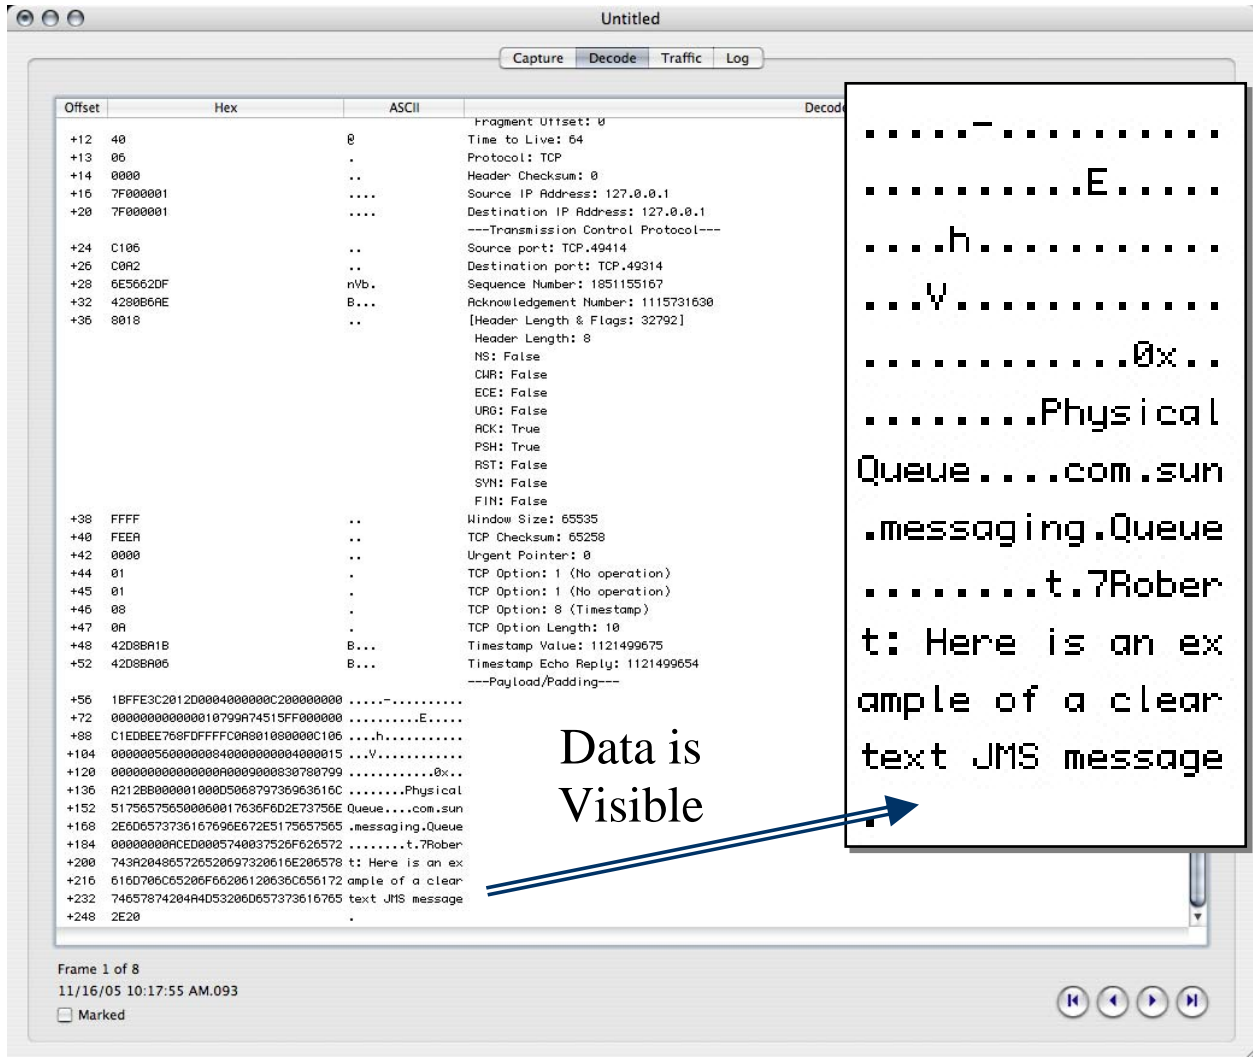 Untitled
Capture Decode Traffic Log
Offset Hex ASCII Decode
Fragment Offset: 0
+12 40 @ Time to Live: 64
+13 06 . Protocol: TCP
+14 0000 .. Header Checksum: 0
+16 7F000001 .... Source IP Address: 127.0.0.1
+20 7F000001 .... Destination IP Address: 127.0.0.1
---Transmission Control Protocol---
+24 C106 .. Source port: TCP.49414
+26 C0A2 .. Destination port: TCP.49314
+28 6E5662DF nVb. Sequence Number: 1851155167
+32 4280B6AE B... Acknowledgement Number: 1115731630
+36 8018 .. [Header Length & Flags: 32792]
Header Length: 8
NS: False
CWR: False
ECE: False
URG: False
ACK: True
PSH: True
RST: False
SYN: False
FIN: False
+38 FFFF .. Window Size: 65535
+40 FEEA .. TCP Checksum: 65258
+42 0000 .. Urgent Pointer: 0
+44 01 . TCP Option: 1 (No operation)
+45 01 . TCP Option: 1 (No operation)
+46 08 . TCP Option: 8 (Timestamp)
+47 0A . TCP Option Length: 10
+48 42D8BA1B B... Timestamp Value: 1121499675
+52 42D8BA06 B... Timestamp Echo Reply: 1121499654
---Payload/Padding---
+56 1BFFE3C2012D0004000000C200000000 .....-..........
+72 000000000000010799A74515FF000000 ..........E.....
+88 C1EDBEE768FDFFFFC0A801080000C106 ....h...........
+104 00000056000000084000000000400015 ...V............
+120 000000000000000A0009000830780799 ............0x..
+136 A212BB000001000D506879736963616C ........Physical
+152 51756575650006001​7636F6D2E73756E Queue....com.sun
+168 2E6D6573736167696E672E5175657565 .messaging.Queue
+184 00000000ACED0005740037526F626572 ........t.7Rober
+200 743A204865726520697320616E206578 t: Here is an ex
+216 616D706C65206F66206120636C656172 ample of a clear
+232 74657874204A4D53206D657373616765 text JMS message
+248 2E20 .
.....-..........
..........E.....
....h...........
...V............
............0x..
........Physical
Queue....com.sun
.messaging.Queue
........t.7Rober
t: Here is an ex
ample of a clear
text JMS message
.
Data is
Visible
Frame 1 of 8
11/16/05 10:17:55 AM.093
Marked